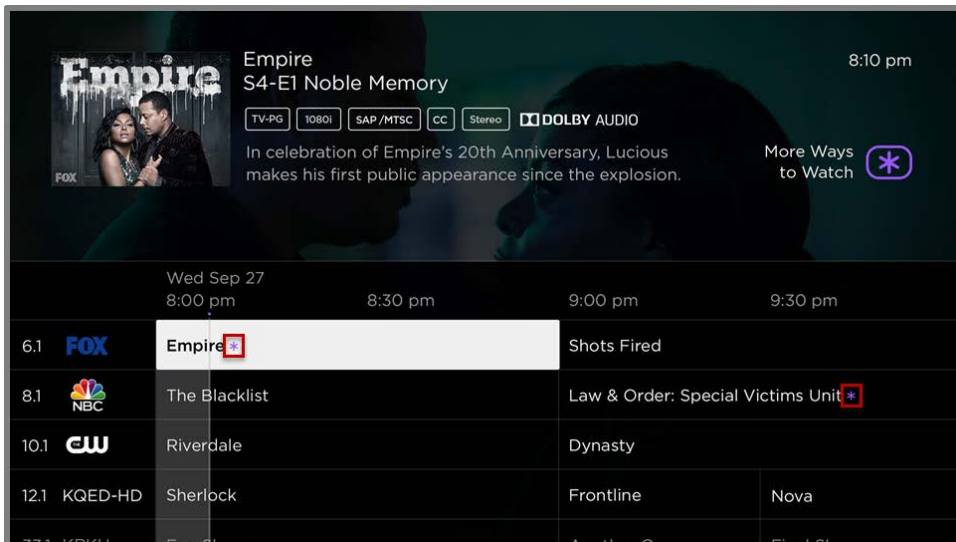 Empire
FOX
Empire
S4-E1 Noble Memory
8:10 pm
TV-PG 1080i SAP/MTSC CC Stereo DOLBY AUDIO
In celebration of Empire's 20th Anniversary, Lucious
makes his first public appearance since the explosion.
More Ways
to Watch *
Wed Sep 27
8:00 pm 8:30 pm 9:00 pm 9:30 pm
6.1 FOX Empire * Shots Fired
8.1 NBC The Blacklist Law & Order: Special Victims Unit *
10.1 THE CW Riverdale Dynasty
12.1 KQED-HD Sherlock Frontline Nova